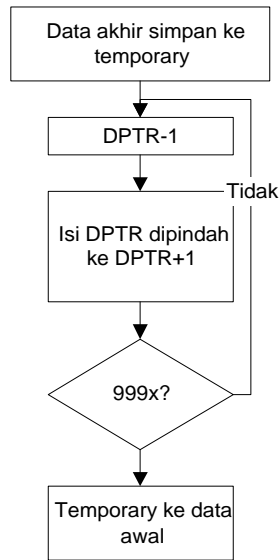 Data akhir simpan ke
temporary
DPTR-1
Tidak
Isi DPTR dipindah
ke DPTR+1
999x?
Temporary ke data
awal